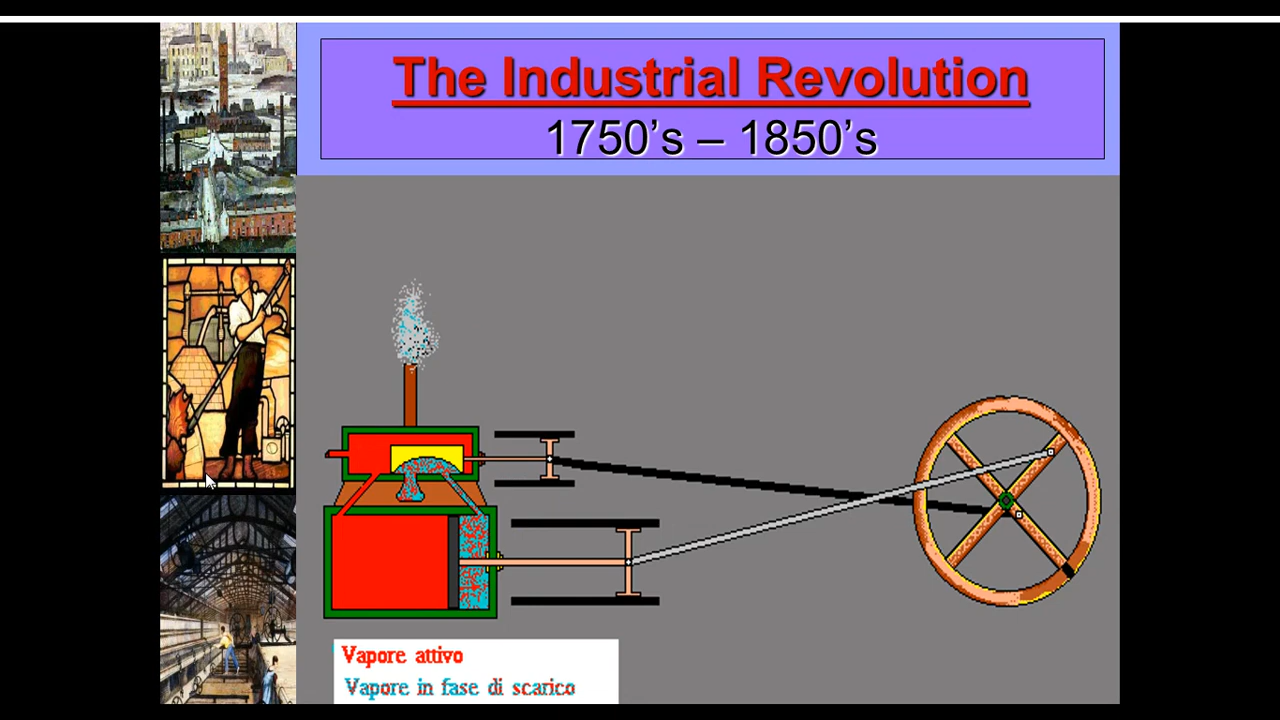 The Industrial Revolution
1750’s – 1850’s
Vapore attivo
Vapore in fase di scarico